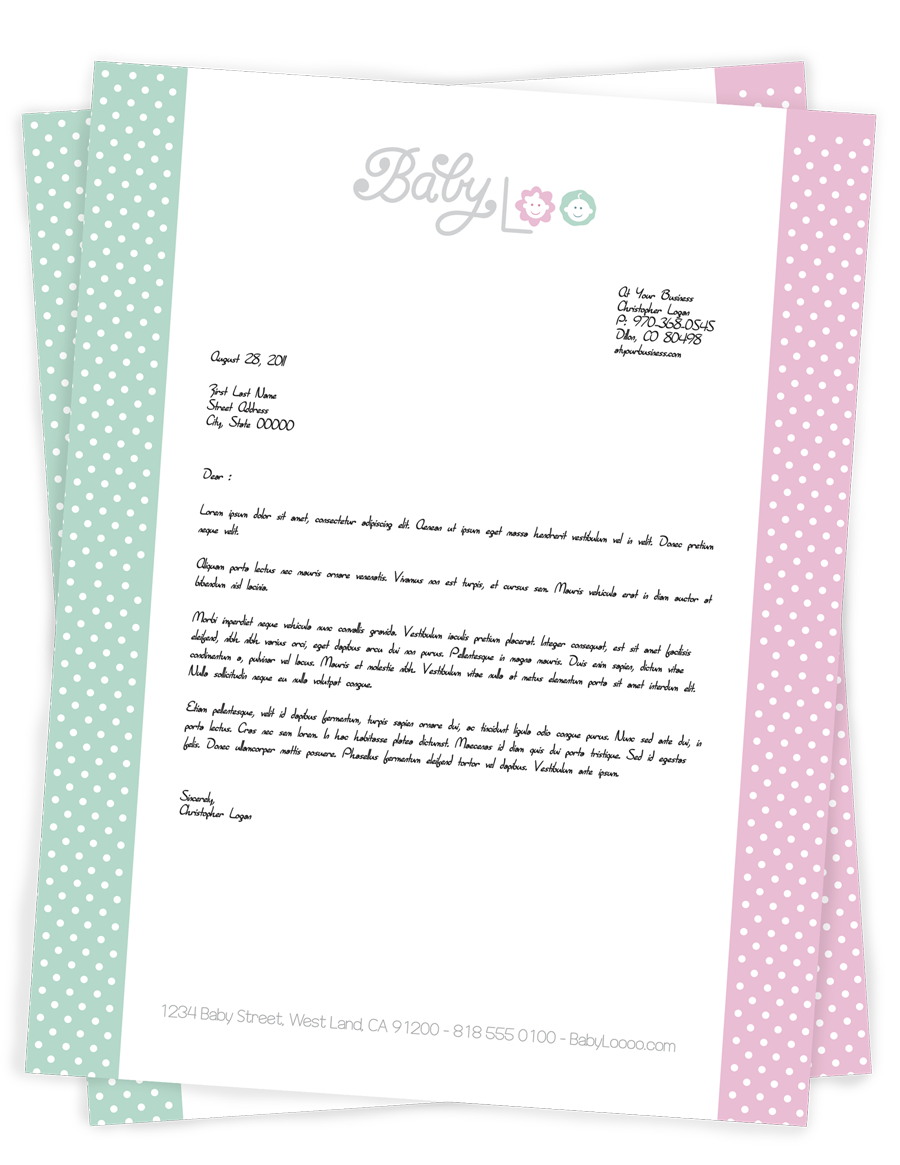 Baby Loo
At Your Business
Christopher Logan
P: 970-368-0545
Dillon, CO 80498
atyourbusiness.com
August 28, 2011
First Last Name
Street Address
City, State 00000
Dear :
Lorem ipsum dolor sit amet, consectetur adipiscing elit. Aenean ut ipsum eget massa hendrerit vestibulum vel in velit. Donec pretium
neque velit.
Aliquam porta lectus nec mauris ornare venenatis. Vivamus non est turpis, et cursus sem. Mauris vehicula erat in diam auctor at
bibendum nisl lacinia.
Morbi imperdiet neque vehicula nunc convallis gravida. Vestibulum iaculis pretium placerat. Integer consequat, est sit amet facilisis
eleifend, nibh nibh varius orci, eget dapibus arcu dui non purus. Pellentesque in magna mauris. Duis enim sapien, dictum vitae
condimentum a, pulvinar vel lacus. Mauris et molestie nibh. Vestibulum vitae nulla at metus elementum porta sit amet interdum elit.
Nulla sollicitudin neque eu nulla volutpat congue.
Etiam pellentesque, velit id dapibus fermentum, turpis sapien ornare dui, ac tincidunt ligula odio congue purus. Nunc sed ante dui, in
porta lectus. Cras nec sem lorem. In hac habitasse platea dictumst. Maecenas id diam quis dui porta tristique. Sed id egestas
felis. Donec ullamcorper mattis posuere. Phasellus fermentum eleifend tortor vel dapibus. Vestibulum ante ipsum.
Sincerely,
Christopher Logan
1234 Baby Street, West Land, CA 91200 - 818 555 0100 - BabyLoooo.com